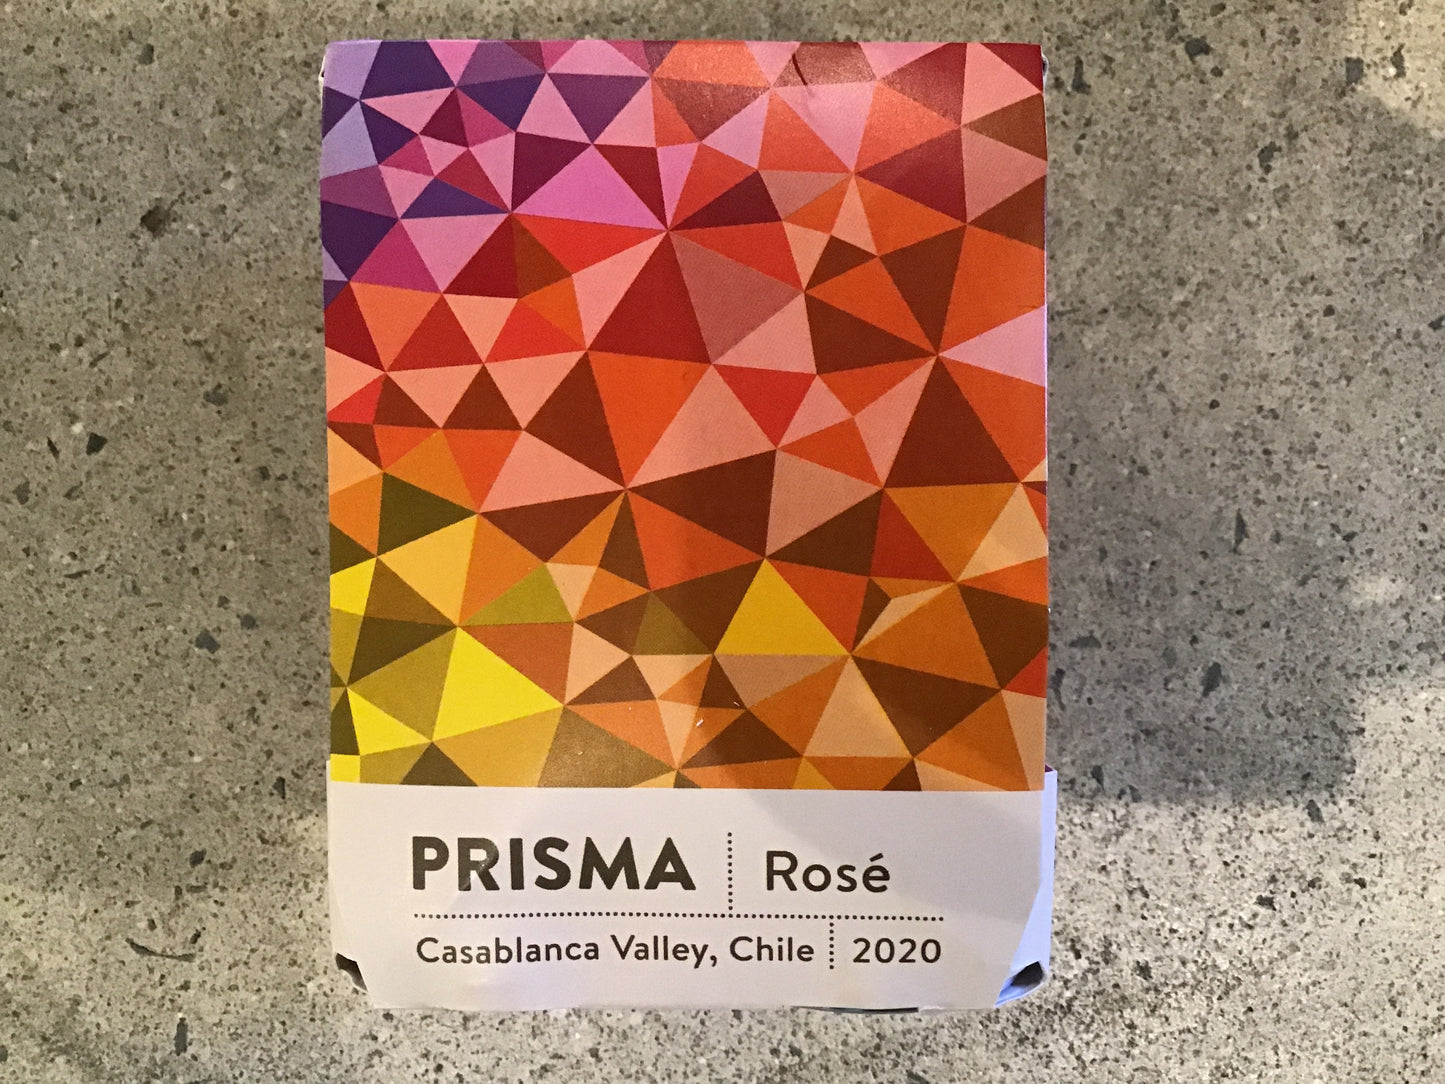 PRISMA Rosé
Casablanca Valley, Chile 2020